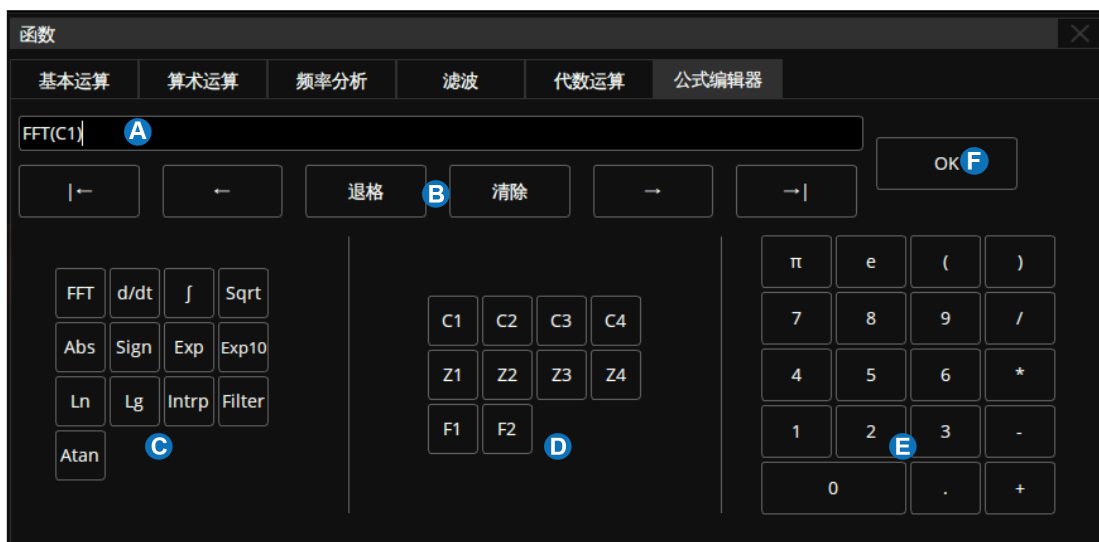 函数
基本运算 算术运算 频率分析 滤波 代数运算 公式编辑器
FFT(C1) A
OK F
|← ← 退格 B 清除 → →|
π e ( )
FFT d/dt ∫ Sqrt
C1 C2 C3 C4
7 8 9 /
Abs Sign Exp Exp10
Z1 Z2 Z3 Z4
4 5 6 *
Ln Lg Intrp Filter
F1 F2 D
1 2 E 3 -
Atan C
0 . +